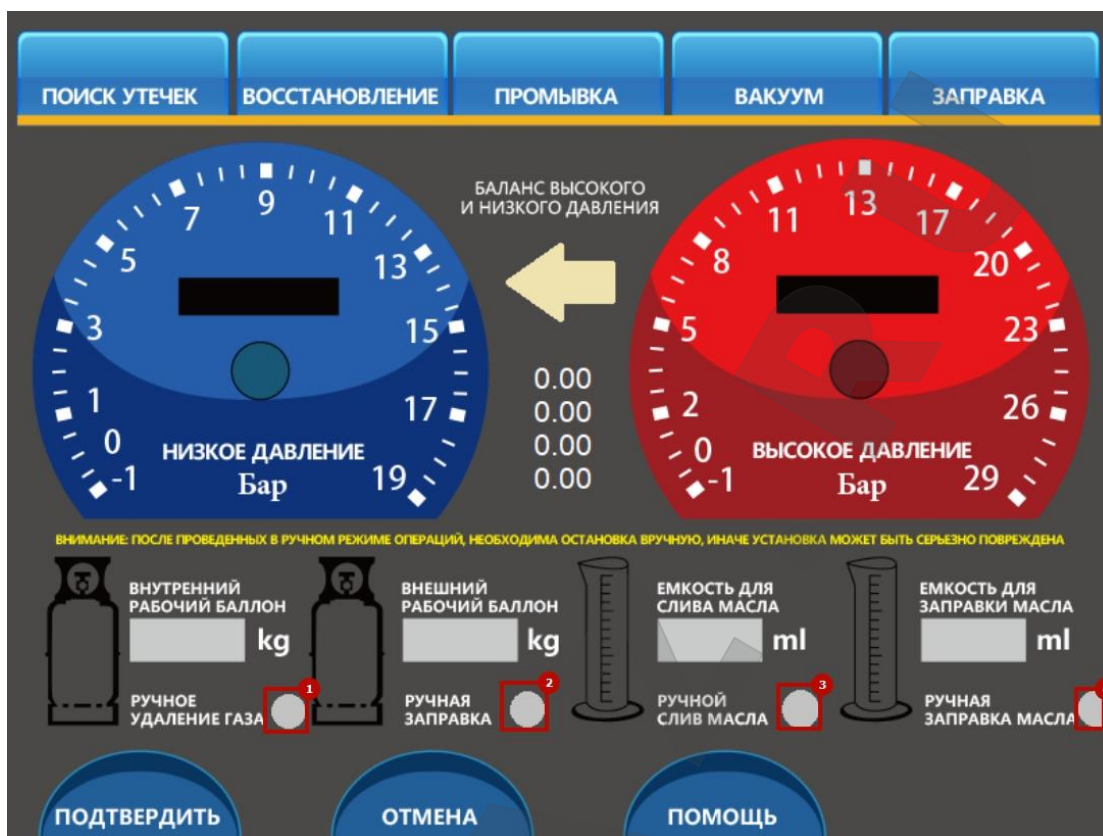 ПОИСК УТЕЧЕК
ВОССТАНОВЛЕНИЕ
ПРОМЫВКА
ВАКУУМ
ЗАПРАВКА
БАЛАНС ВЫСОКОГО
И НИЗКОГО ДАВЛЕНИЯ
-1
0
1
3
5
7
9
11
13
15
17
19
НИЗКОЕ ДАВЛЕНИЕ
Бар
0.00
0.00
0.00
0.00
-1
0
2
5
8
11
13
17
20
23
26
29
ВЫСОКОЕ ДАВЛЕНИЕ
Бар
ВНИМАНИЕ: ПОСЛЕ ПРОВЕДЕННЫХ В РУЧНОМ РЕЖИМЕ ОПЕРАЦИЙ, НЕОБХОДИМА ОСТАНОВКА ВРУЧНУЮ, ИНАЧЕ УСТАНОВКА МОЖЕТ БЫТЬ СЕРЬЕЗНО ПОВРЕЖДЕНА
ВНУТРЕННИЙ
РАБОЧИЙ БАЛЛОН
kg
РУЧНОЕ
УДАЛЕНИЕ ГАЗА
1
ВНЕШНИЙ
РАБОЧИЙ БАЛЛОН
kg
РУЧНАЯ
ЗАПРАВКА
2
ЕМКОСТЬ ДЛЯ
СЛИВА МАСЛА
ml
РУЧНОЙ
СЛИВ МАСЛА
3
ЕМКОСТЬ ДЛЯ
ЗАПРАВКИ МАСЛА
ml
РУЧНАЯ
ЗАПРАВКА МАСЛА
ПОДТВЕРДИТЬ
ОТМЕНА
ПОМОЩЬ